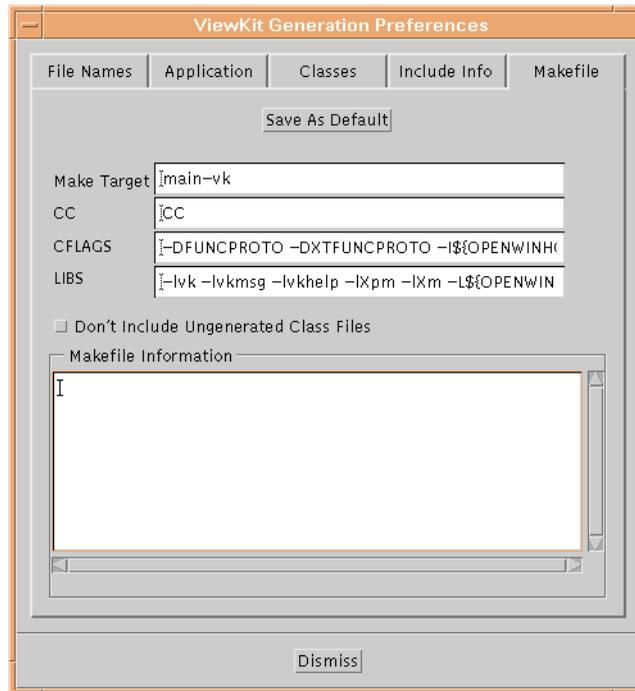 ViewKit Generation Preferences
File Names Application Classes Include Info Makefile
Save As Default
Make Target main-vk
CC CC
CFLAGS -DFUNCPROTO -DXTFUNCPROTO -I${OPENWINH
LIBS -lvk -lvkmsg -lvkhelp -lXpm -lXm -L${OPENWIN
Don't Include Ungenerated Class Files
Makefile Information
Dismiss